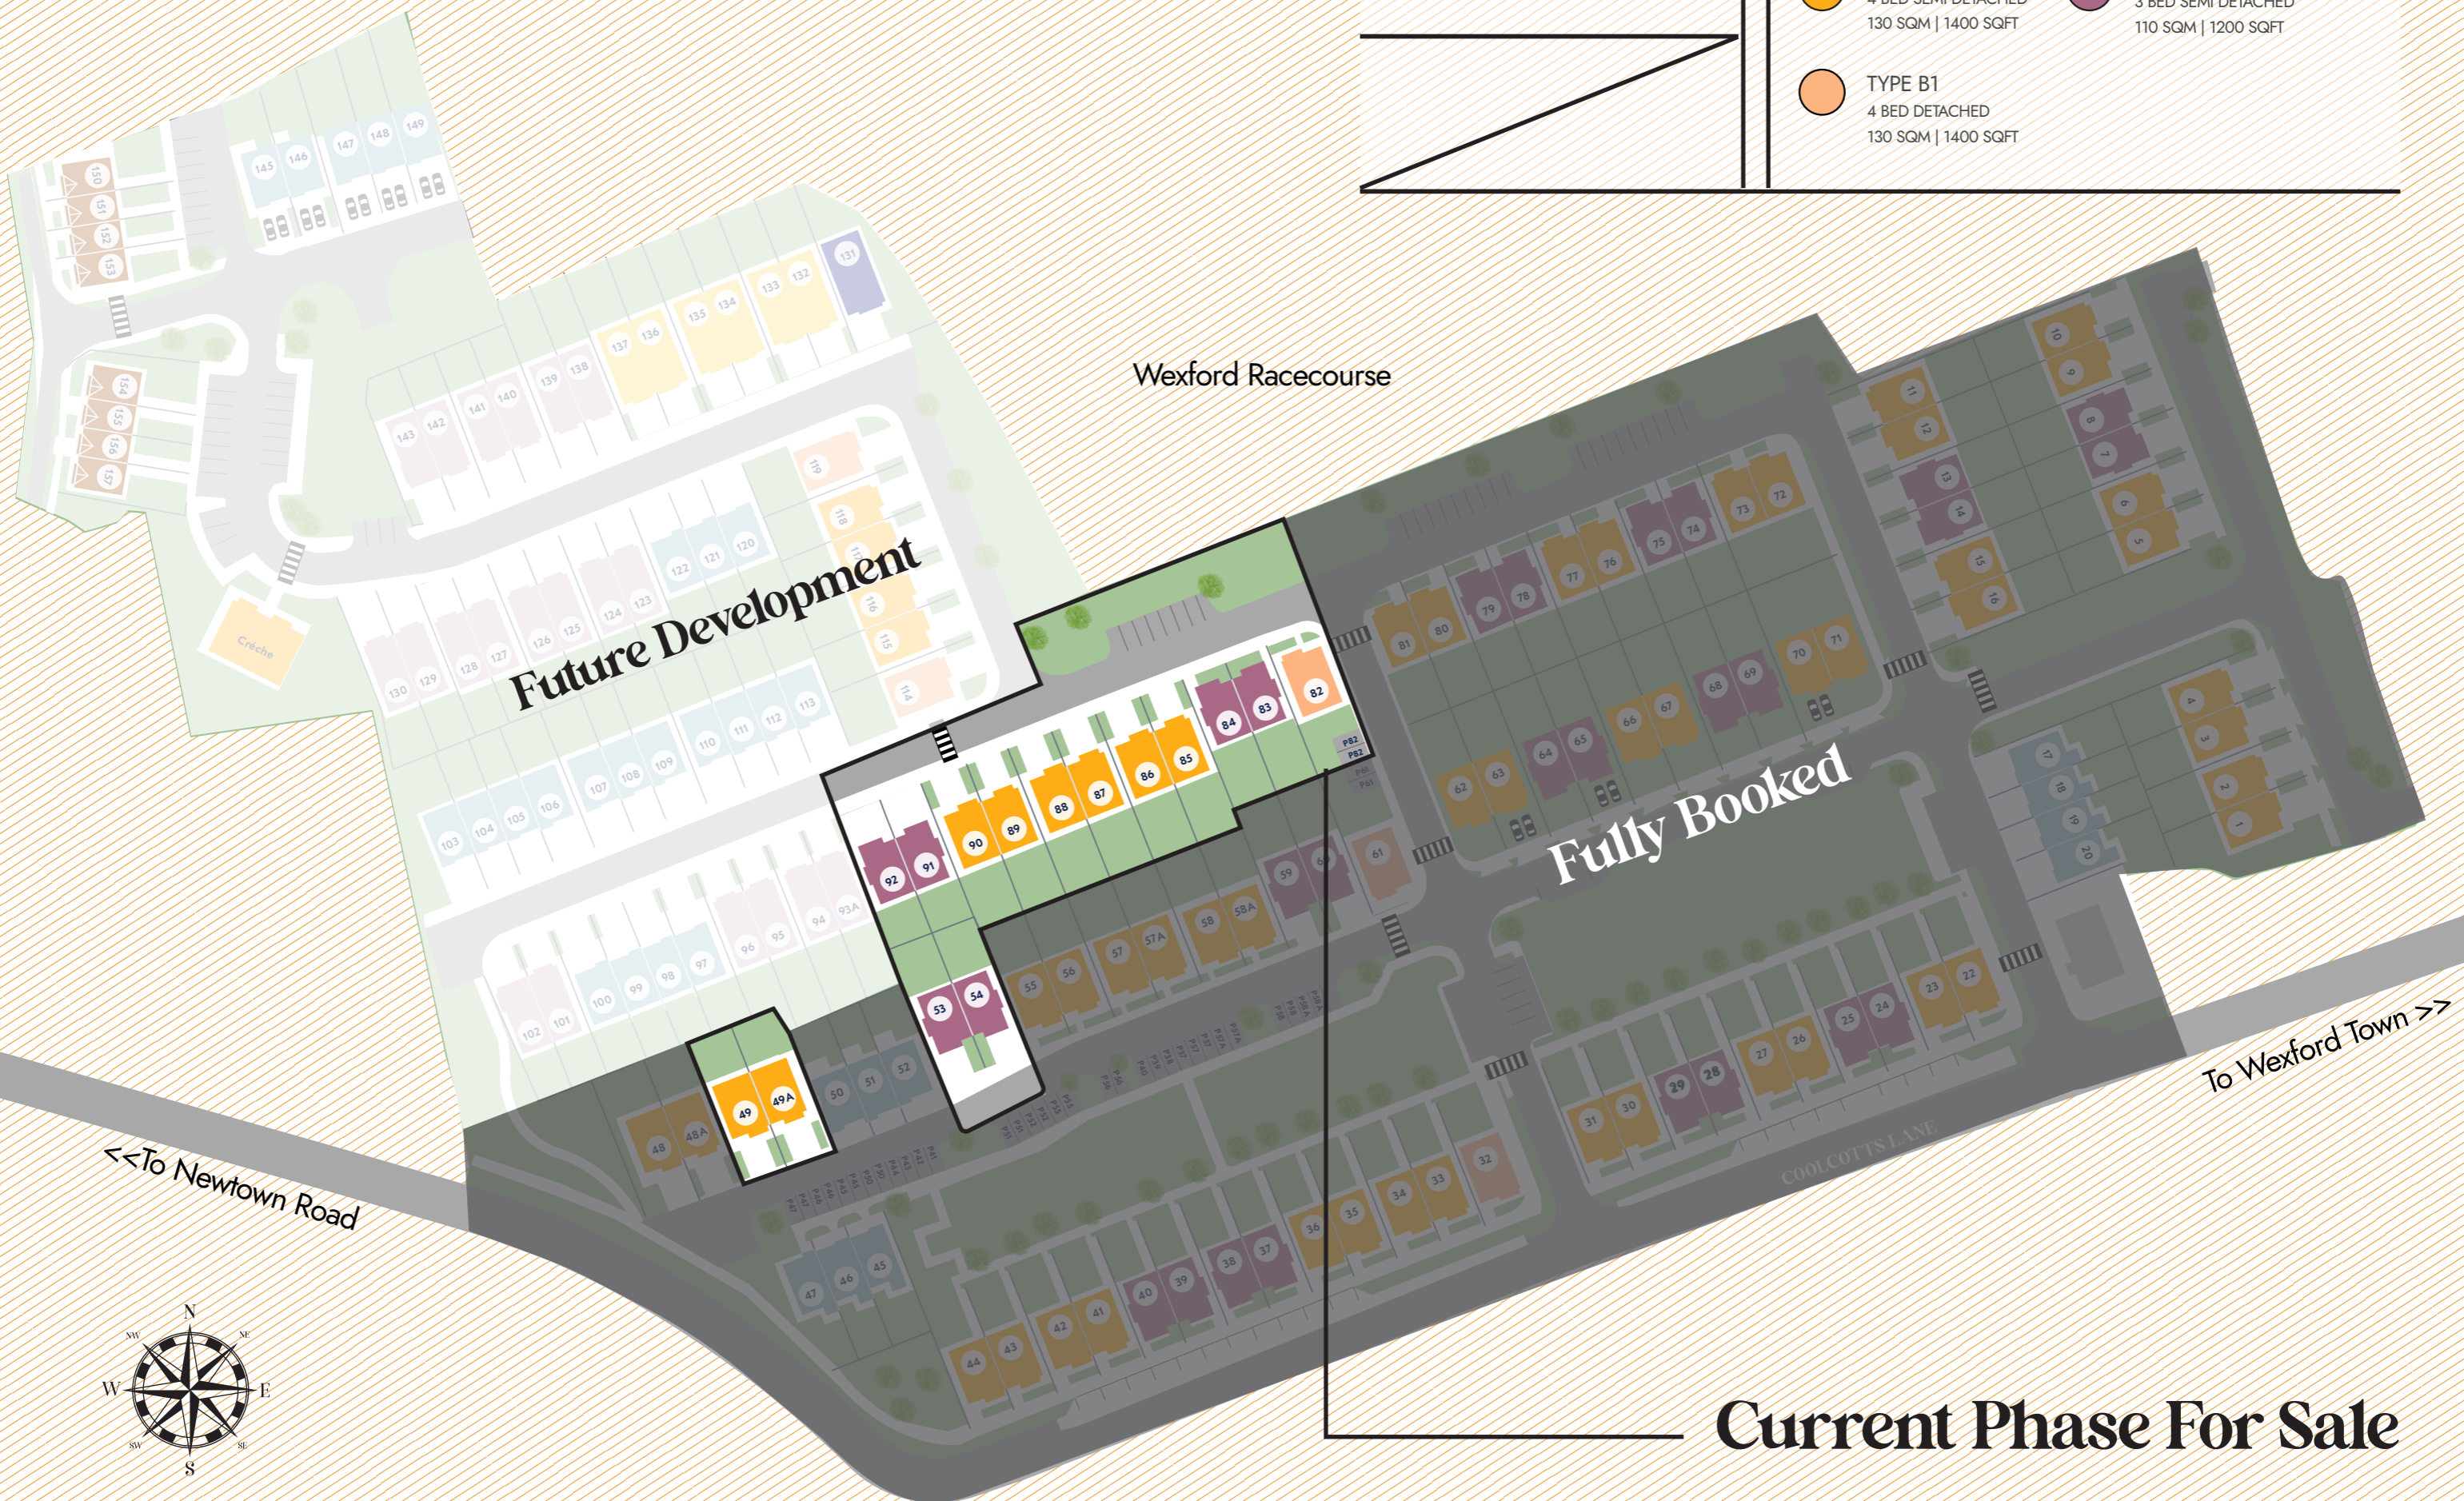 4 BED SEMI DETACHED
130 SQM | 1400 SQFT
3 BED SEMI DETACHED
110 SQM | 1200 SQFT
TYPE B1
4 BED DETACHED
130 SQM | 1400 SQFT
Wexford Racecourse
Future Development
Fully Booked
Current Phase For Sale
To Wexford Town >>
<<To Newtown Road
COOLCOTTS LANE
Crèche
N
NE
E
SE
S
SW
W
NW
145 146 147 148 149
150
151
152
153
154
155
156
157
143 142 141 140 139 138 137 136 135 134 133 132 131
130 129 128 127 126 125 124 123 122 121 120
119
118
116
115
114
103 104 105 106 107 108 109 110 111 112 113
102 101 100 99 98 97 96 95 94 93A
92 91 90 89 88 87 86 85 84 83 82
P82
P82
P61
P61
53 54
49 49A
48 48A
50 51 52
55 56 57 57A 58 58A 59 61
81 80 79 78 77 76 75 74 73 72
62 63 64 65 66 67 68 69 70 71
10
9
8
7
6
5
11
12
13
14
15
16
4
3
2
1
17
18
19
20
31 30 29 28 27 26 25 24 23 22
47 46 45
44 43 42 41 40 39 38 37 36 35 34 33 32